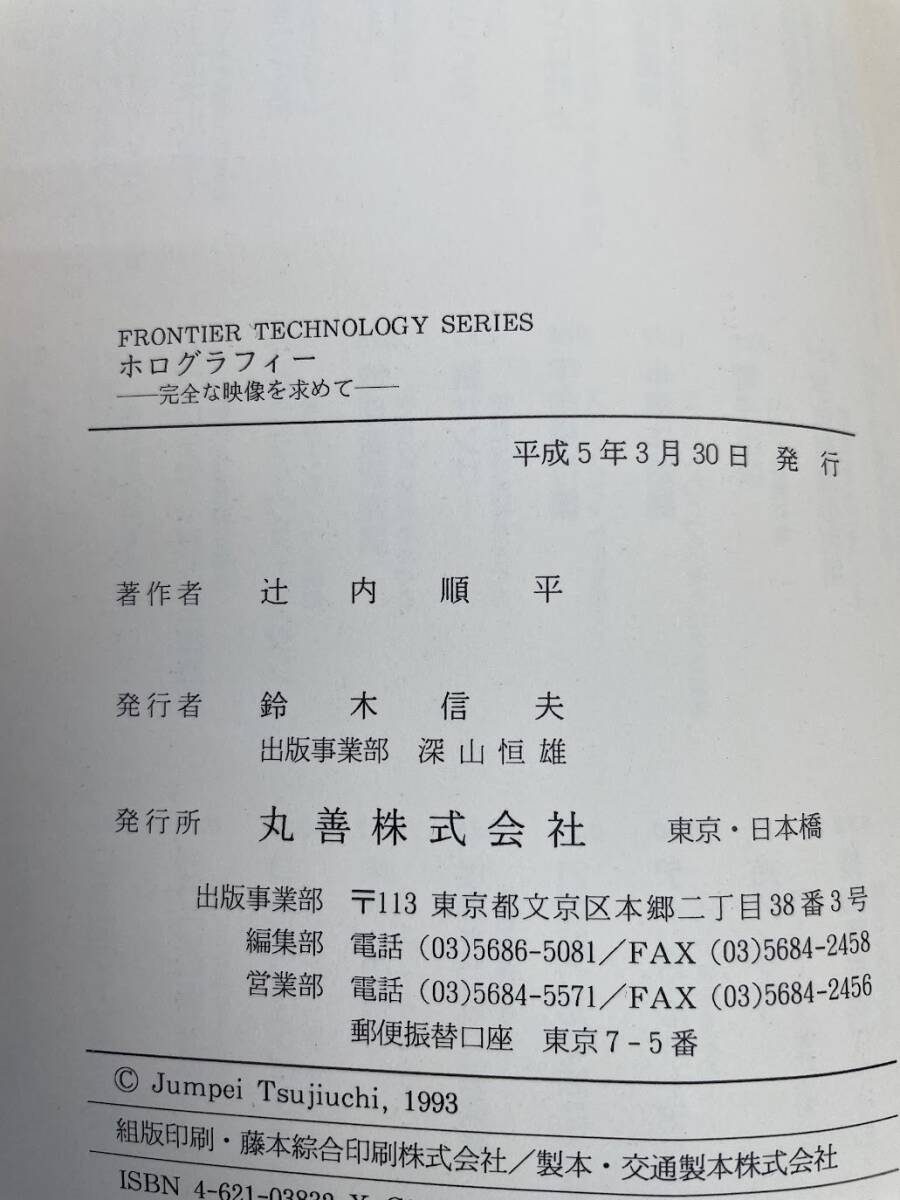 FRONTIER TECHNOLOGY SERIES
ホログラフィー
——完全な映像を求めて——
平成5年3月30日 発行
著作者 辻内順平
発行者 鈴木信夫
出版事業部 深山恒雄
発行所 丸善株式会社 東京・日本橋
出版事業部 〒113 東京都文京区本郷二丁目38番3号
編集部 電話 (03)5686-5081/FAX (03)5684-2458
営業部 電話 (03)5684-5571/FAX (03)5684-2456
郵便振替口座 東京7-5番
© Jumpei Tsujiuchi, 1993
組版印刷・藤本綜合印刷株式会社/製本・交通製本株式会社
ISBN 4-621-03832-X